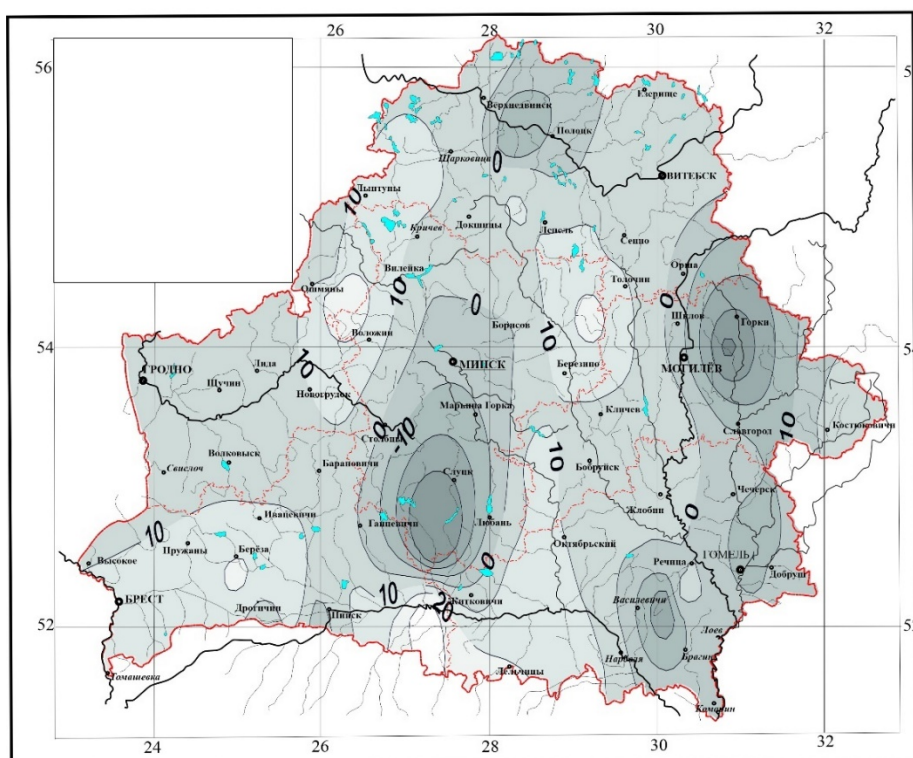 26 28 30 32
56
Верхнедвинск
Езерище
Полоцк
Шарковщина
0
ВИТЕБСК
Лынтупы
10
Докшицы
Кричев
Лепель
Сенно
Вилейка
Орша
Ошмяны
10
Толочин
0
0
Шклов
Горки
Борисов
10
Воложин
54
МИНСК
ГРОДНО
Лида
10
Березино
МОГИЛЕВ
Щучин
Новогрудок
Марьина Горка
Кличев
10
Костюковичи
0
-10
Славгород
Столбцы
10
Волковыск
Барановичи
Бобруйск
Свислочь
Слуцк
Чечерск
Жлобин
Ивацевичи
Ганцевичи
Любань
0
10
Октябрьский
ГОМЕЛЬ
Пружаны
Берёза
0
Речица
Добруш
Высокое
10
Житковичи
Василевичи
БРЕСТ
20
Дрогичин
Пинск
52
Лоев
Брагин
Наровля
Лельчицы
Томашевка
24 26 28 30 32